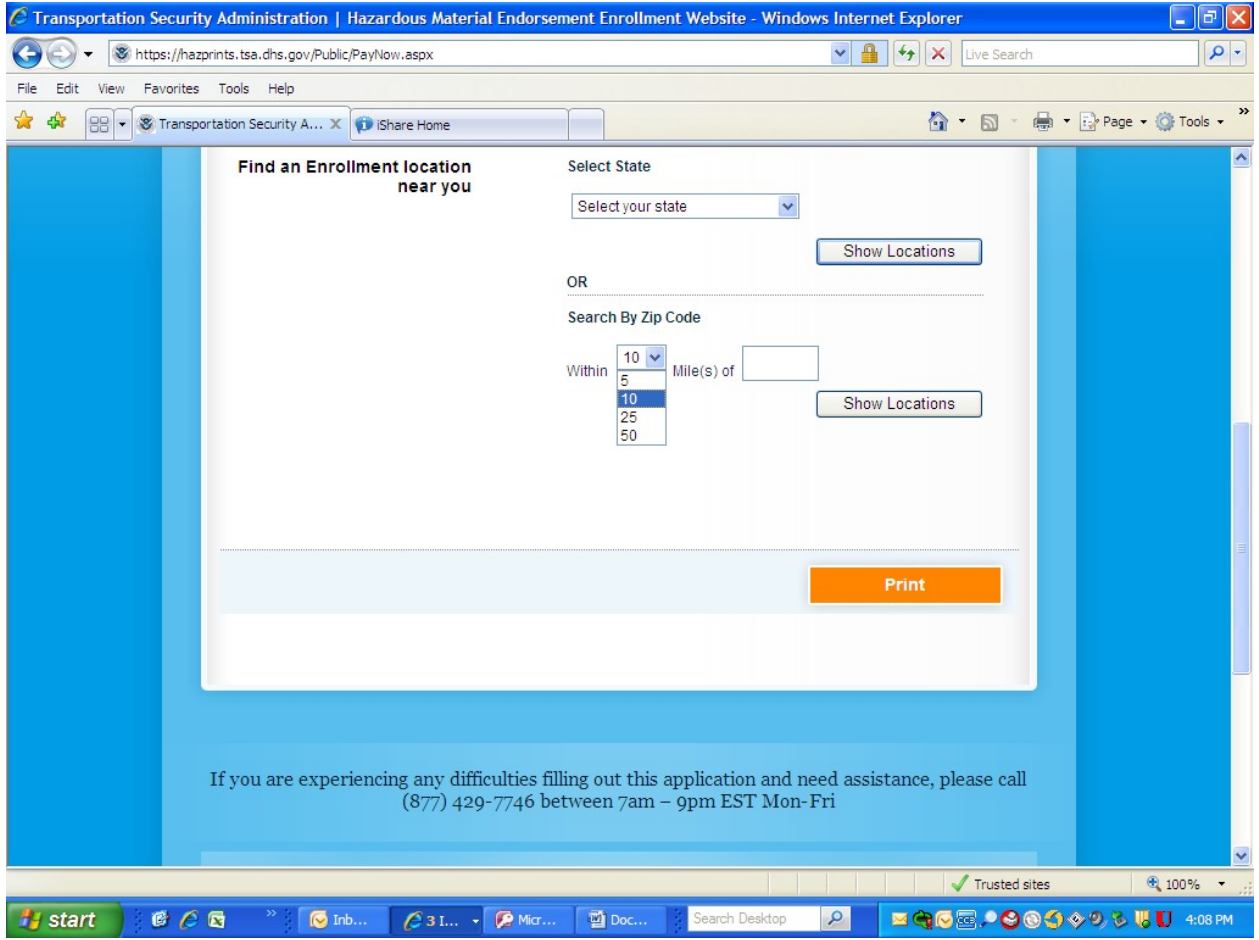 Transportation Security Administration | Hazardous Material Endorsement Enrollment Website - Windows Internet Explorer
https://hazprints.tsa.dhs.gov/Public/PayNow.aspx
Live Search
File Edit View Favorites Tools Help
Transportation Security A... X iShare Home
Page Tools »
Find an Enrollment location
near you
Select State
Select your state
Show Locations
OR
Search By Zip Code
Within 10 Mile(s) of
5
10
25
50
Show Locations
Print
If you are experiencing any difficulties filling out this application and need assistance, please call
(877) 429-7746 between 7am – 9pm EST Mon-Fri
Trusted sites 100%
start » Inb... 3 I... Micr... Doc... Search Desktop 4:08 PM